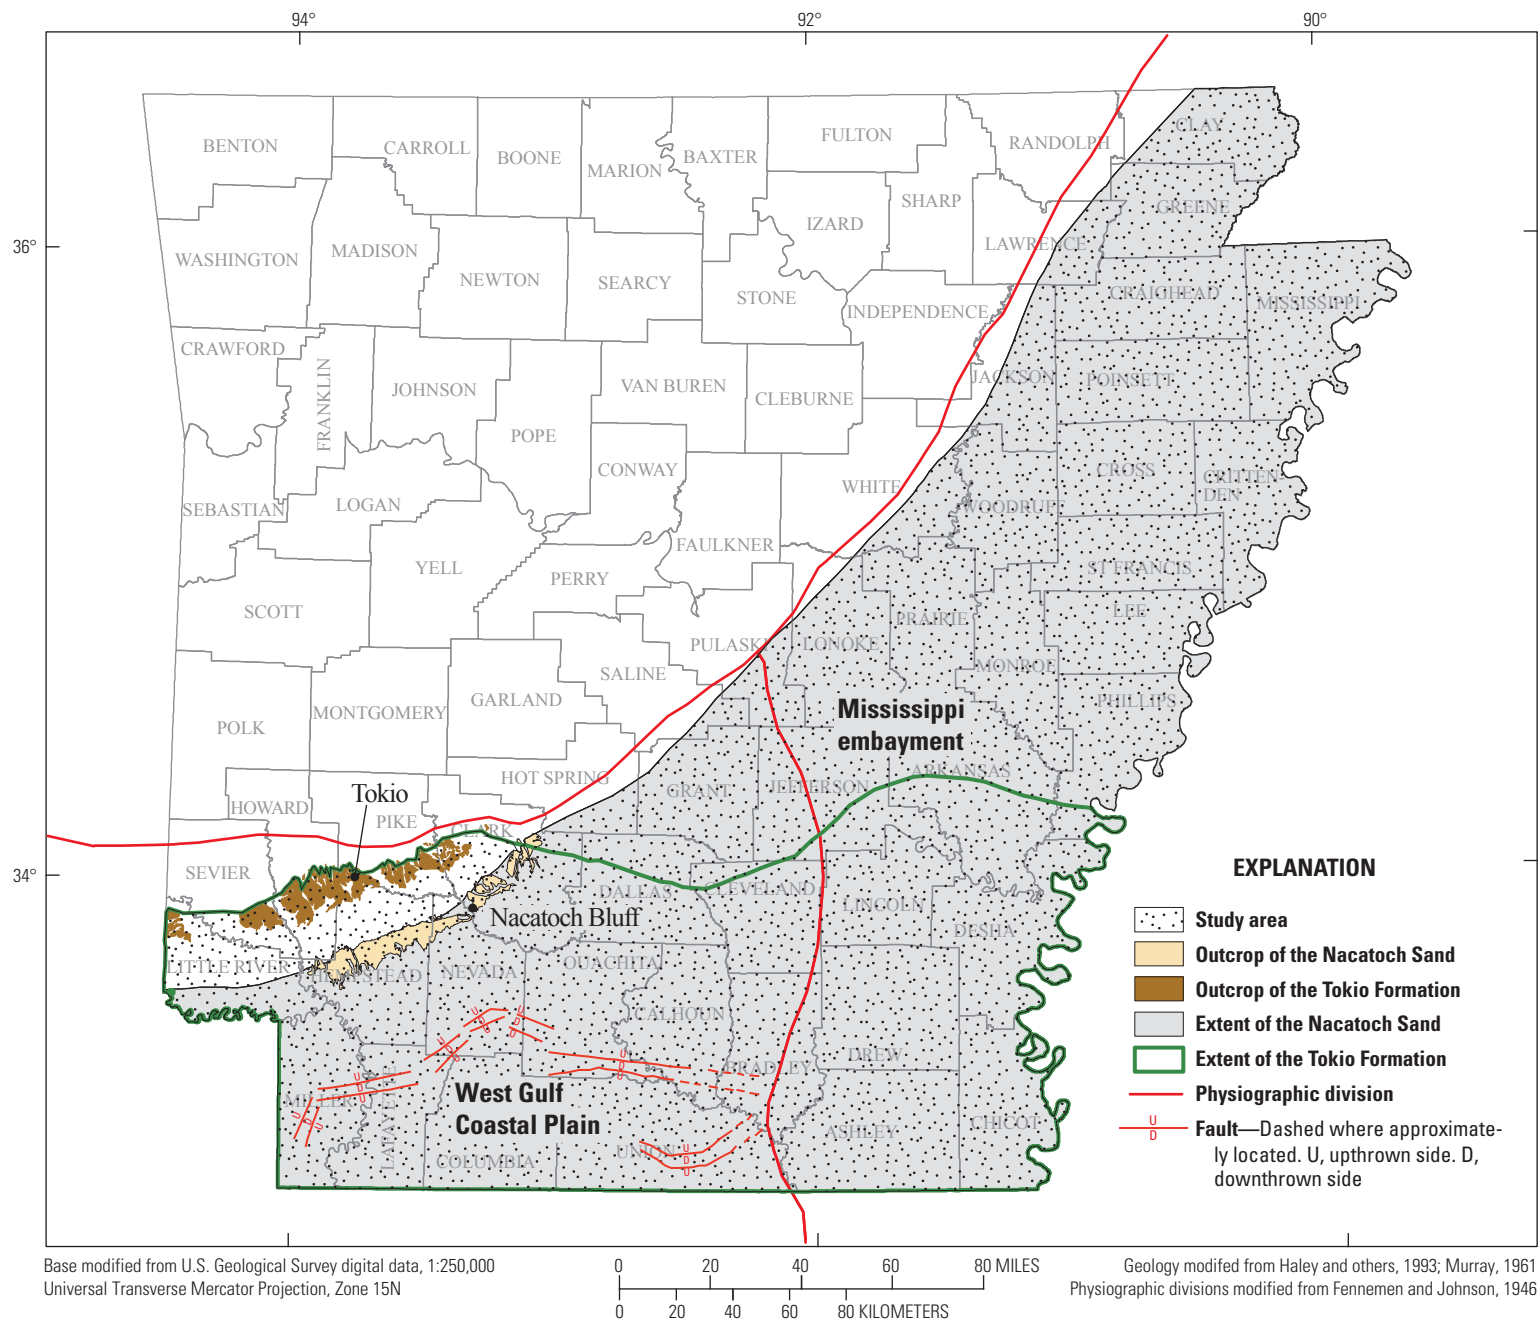 94°
92°
90°
36°
34°
BENTON
CARROLL
BOONE
MARION
BAXTER
FULTON
RANDOLPH
CLAY
SHARP
IZARD
GREENE
LAWRENCE
WASHINGTON
MADISON
NEWTON
SEARCY
STONE
INDEPENDENCE
CRAIGHEAD
MISSISSIPPI
CRAWFORD
FRANKLIN
JOHNSON
VAN BUREN
CLEBURNE
JACKSON
POINSETT
POPE
CONWAY
WHITE
CROSS
CRITTEN-
DEN
SEBASTIAN
LOGAN
WOODRUFF
FAULKNER
YELL
PERRY
ST FRANCIS
SCOTT
PRAIRIE
LEE
PULASKI
LONOKE
MONROE
SALINE
GARLAND
PHILLIPS
MONTGOMERY
POLK
Mississippi
embayment
HOT SPRING
GRANT
JEFFERSON
ARKANSAS
HOWARD
Tokio
PIKE
CLARK
SEVIER
DALLAS
CLEVELAND
LINCOLN
DESHA
Nacatoch Bluff
LITTLE RIVER
HEMPSTEAD
NEVADA
OUACHITA
CALHOUN
BRADLEY
DREW
MILLER
LAFAYETTE
West Gulf
Coastal Plain
COLUMBIA
UNION
ASHLEY
CHICOT
U
D
U
D
U
D
U
D
U
D
U
D
U
D
U
D
U
D
U
EXPLANATION
Study area
Outcrop of the Nacatoch Sand
Outcrop of the Tokio Formation
Extent of the Nacatoch Sand
Extent of the Tokio Formation
Physiographic division
U
D
Fault—Dashed where approximate-
ly located. U, upthrown side. D,
downthrown side
Base modified from U.S. Geological Survey digital data, 1:250,000
Universal Transverse Mercator Projection, Zone 15N
0 20 40 60 80 MILES
0 20 40 60 80 KILOMETERS
Geology modifed from Haley and others, 1993; Murray, 1961
Physiographic divisions modified from Fennemen and Johnson, 1946